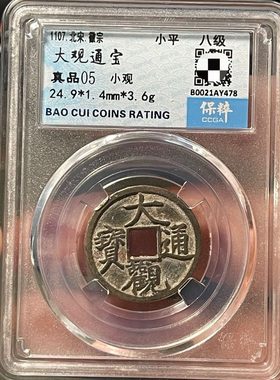 1107.北宋.徽宗 小平 八级
大观通宝
真品05 小观
24.9*1.4mm*3.6g
B0021AY478
保粹
CCGA
BAO CUI COINS RATING
大觀通寶